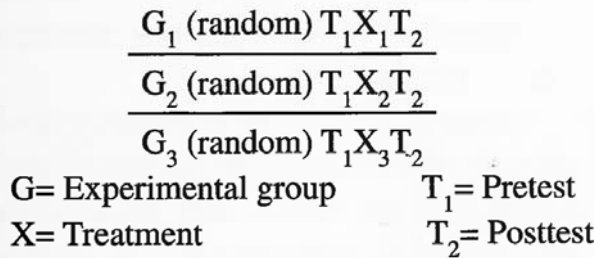 G₁ (random) T₁X₁T₂
G₂ (random) T₁X₂T₂
G₃ (random) T₁X₃T₂
G= Experimental group T₁= Pretest
X= Treatment T₂= Posttest